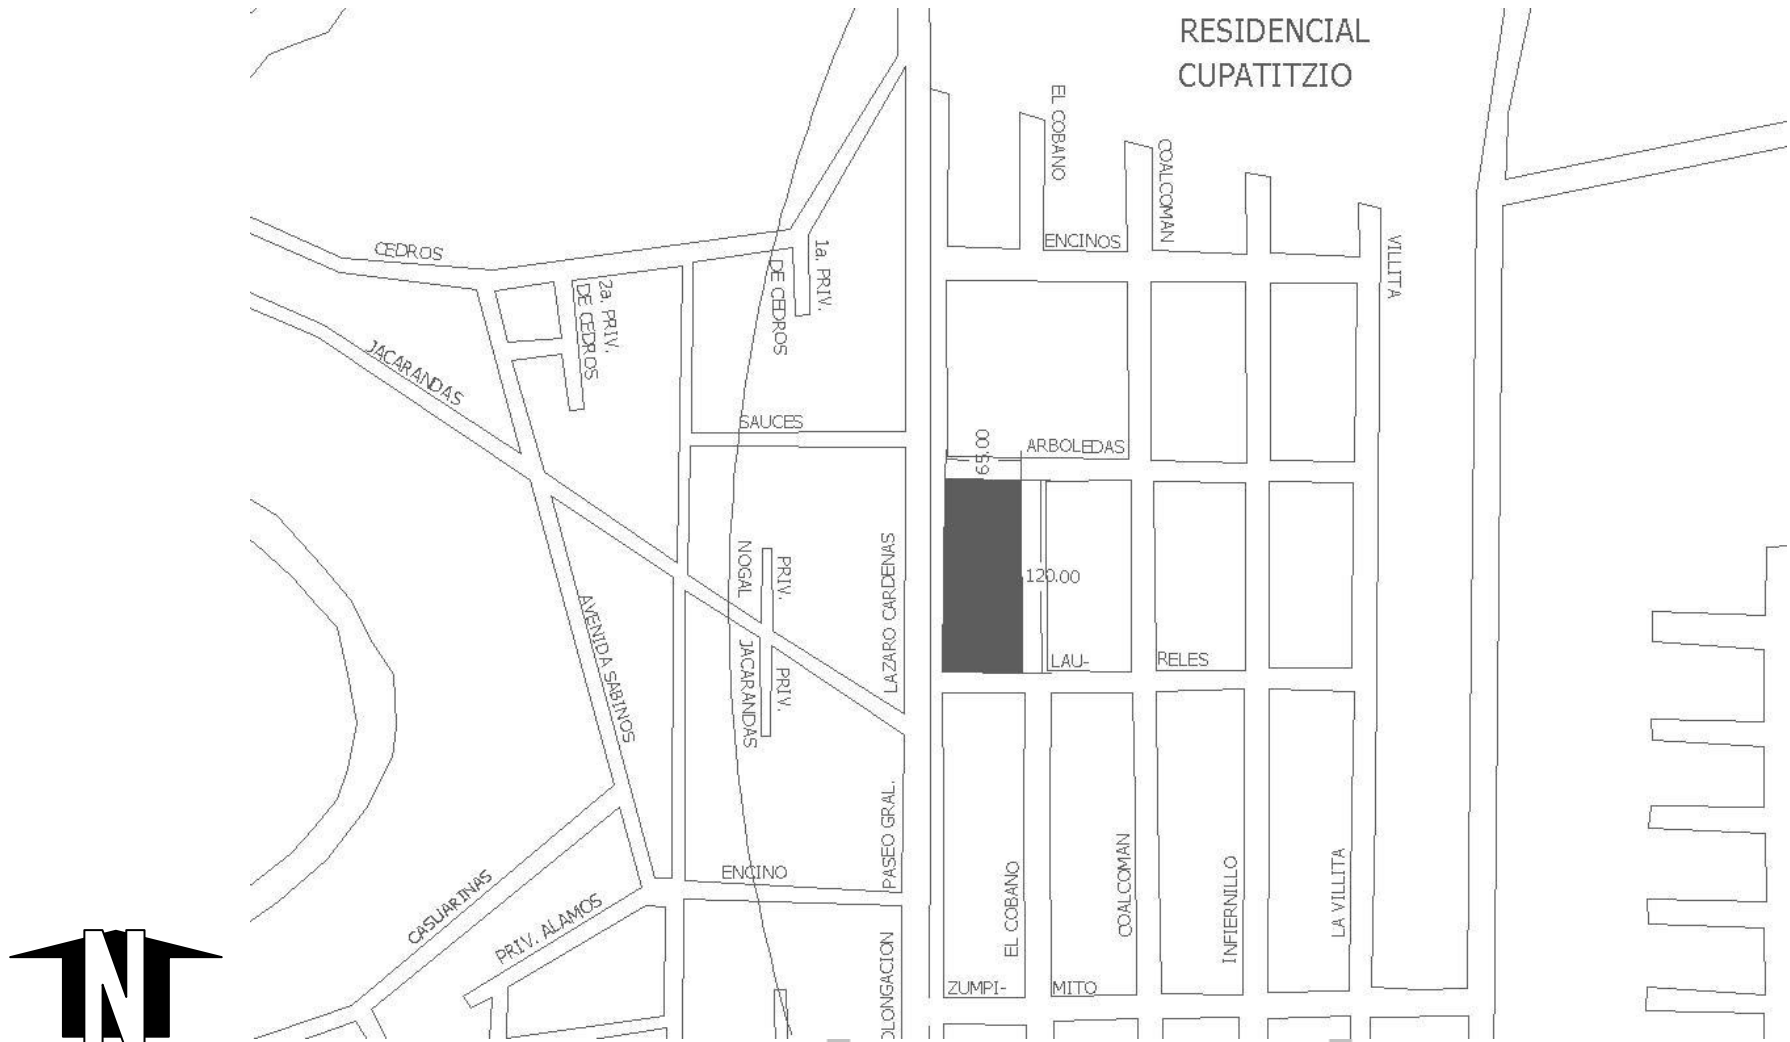 RESIDENCIAL
CUPATITZIO
EL COBANO
COALCOMAN
ENCINOS
VILLITA
CEDROS
1a. PRIV.
DE CEDROS
2a. PRIV.
DE CEDROS
JACARANDAS
SAUCES
65.00
ARBOLEDAS
LAZARO CARDENAS
PRIV.
NOGAL
120.00
AVENIDA SABINOS
PRIV.
JACARANDAS
LAU-
RELES
PASEO GRAL.
ENCINO
EL COBANO
COALCOMAN
INFIERNILLO
LA VILLITA
CASUARINAS
PRIV. ALAMOS
N
OLONGACION
ZUMPI-
MITO